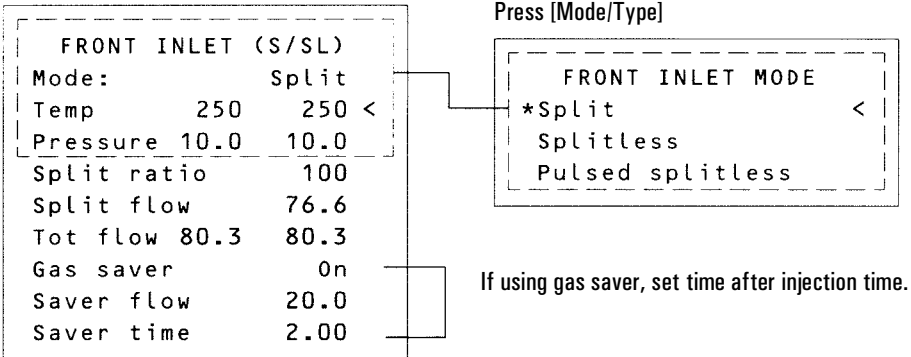 FRONT INLET (S/SL)
Mode: Split
Temp 250 250 <
Pressure 10.0 10.0
Split ratio 100
Split flow 76.6
Tot flow 80.3 80.3
Gas saver On
Saver flow 20.0
Saver time 2.00
Press [Mode/Type]
FRONT INLET MODE
*Split <
Splitless
Pulsed splitless
If using gas saver, set time after injection time.